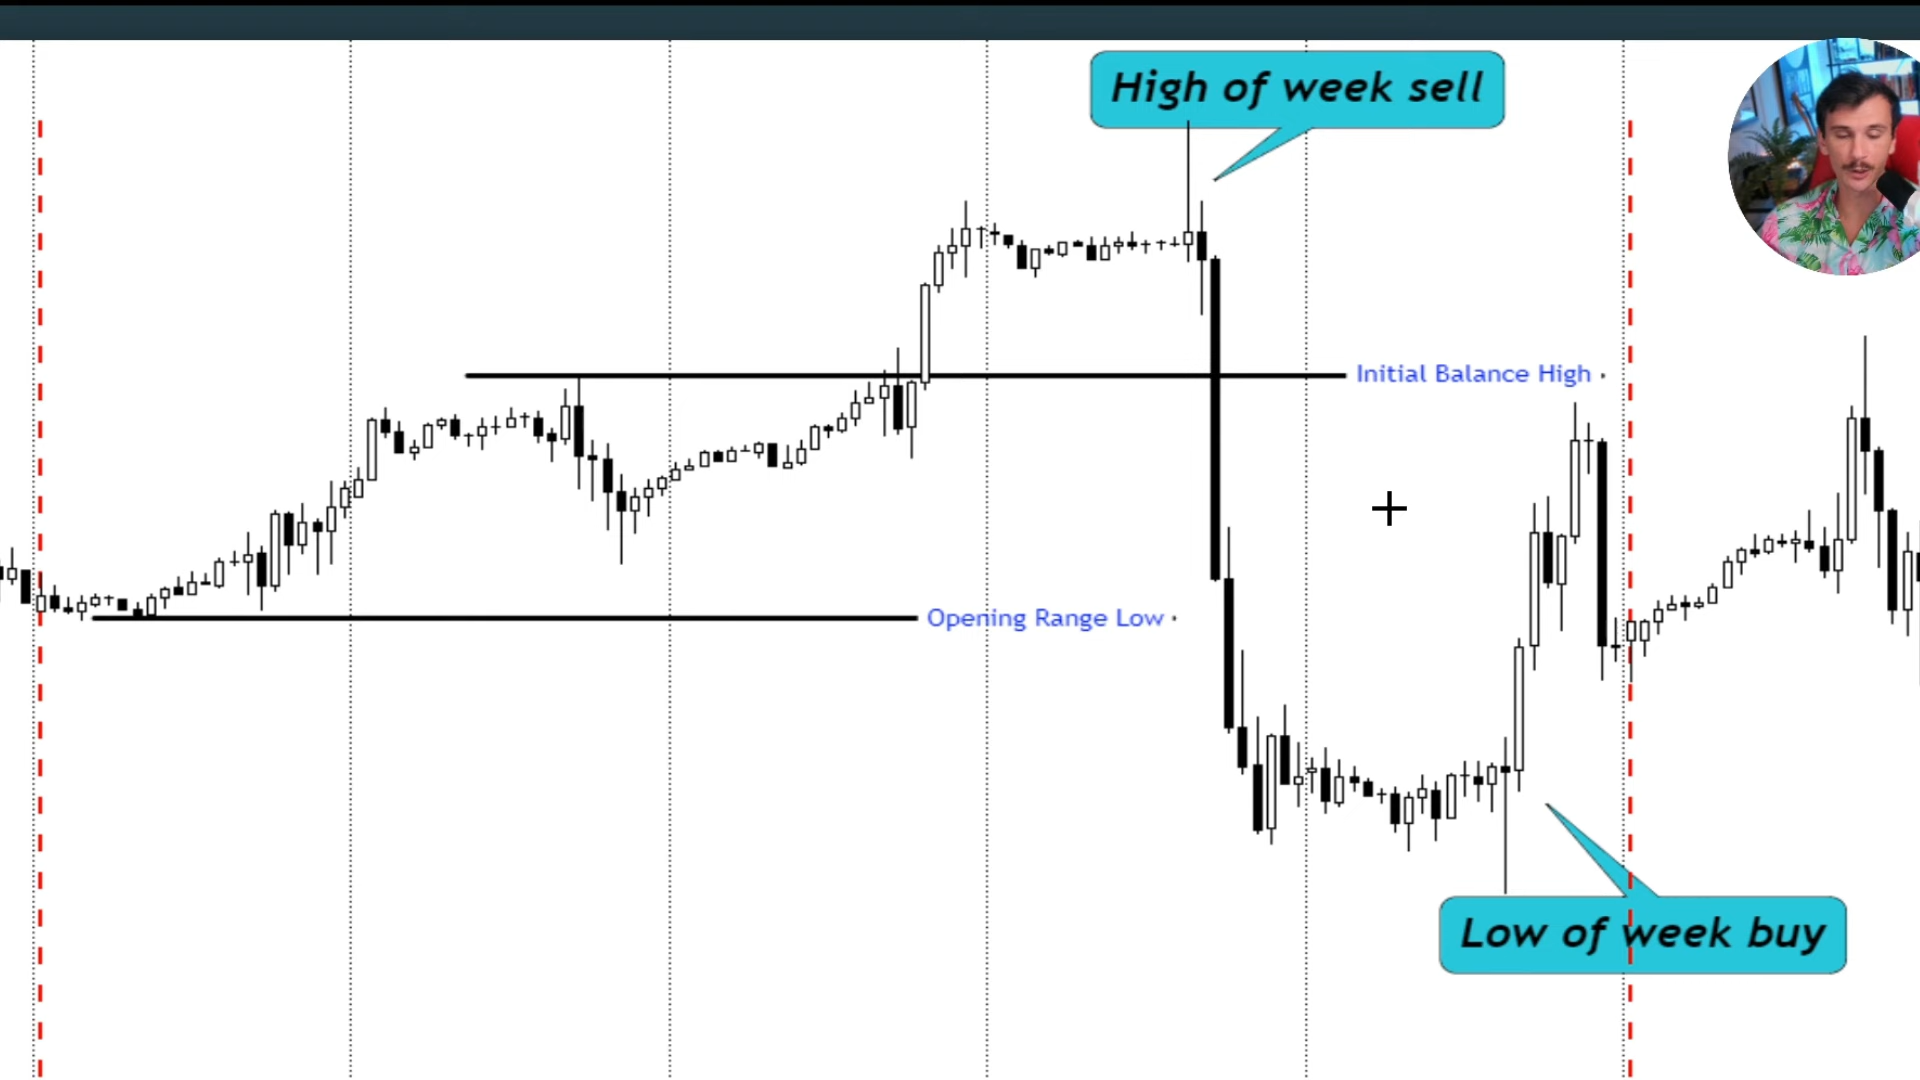 High of week sell
Initial Balance High
Opening Range Low
Low of week buy